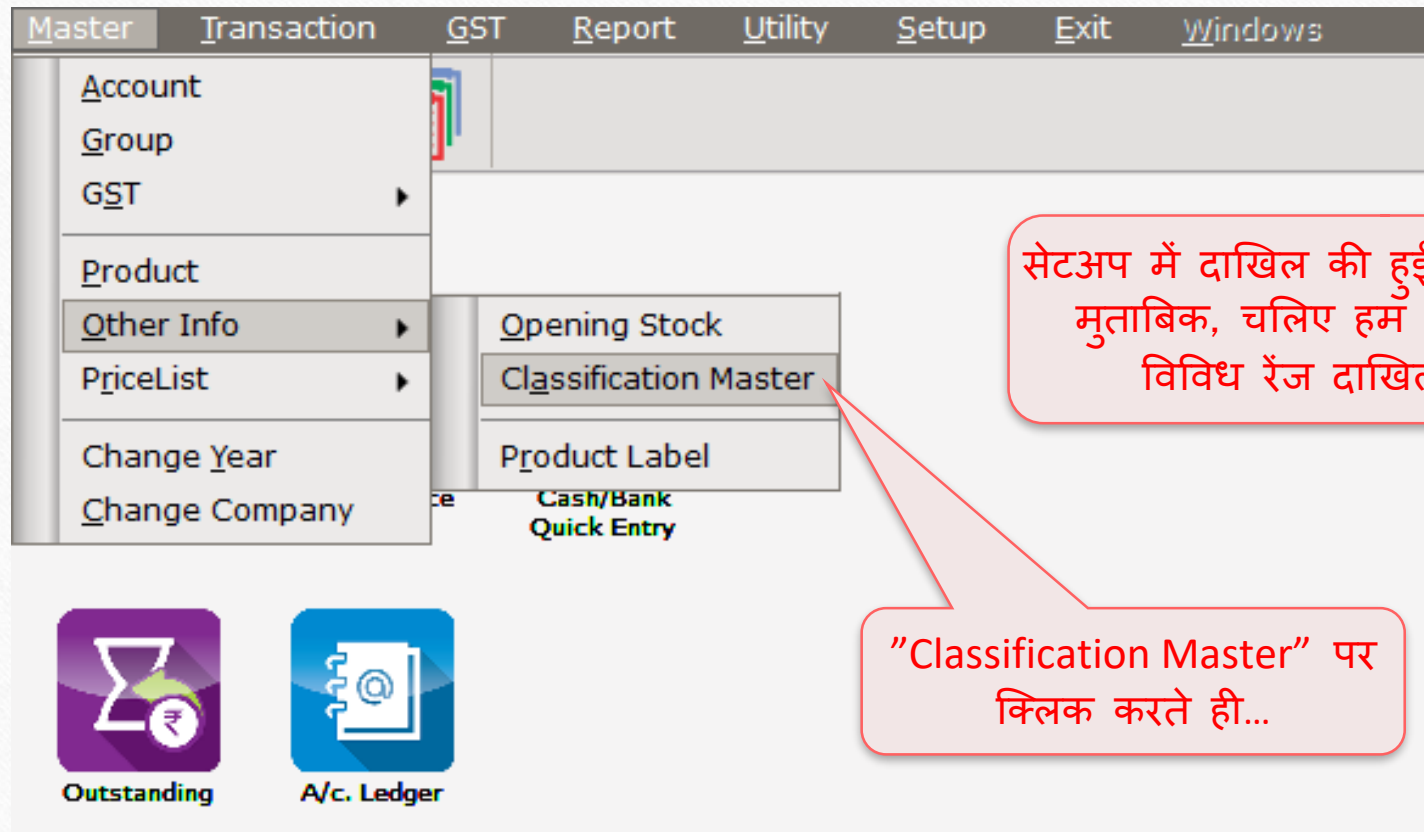 Master Transaction GST Report Utility Setup Exit Windows
Account
Group
GST
Product
Other Info
PriceList
Change Year
Change Company
Opening Stock
Classification Master
Product Label
Cash/Bank
Quick Entry
सेटअप में दाखिल की हुई
मुताबिक, चलिए हम
विविध रेंज
”Classification Master” पर
क्लिक करते ही...
Outstanding A/c. Ledger